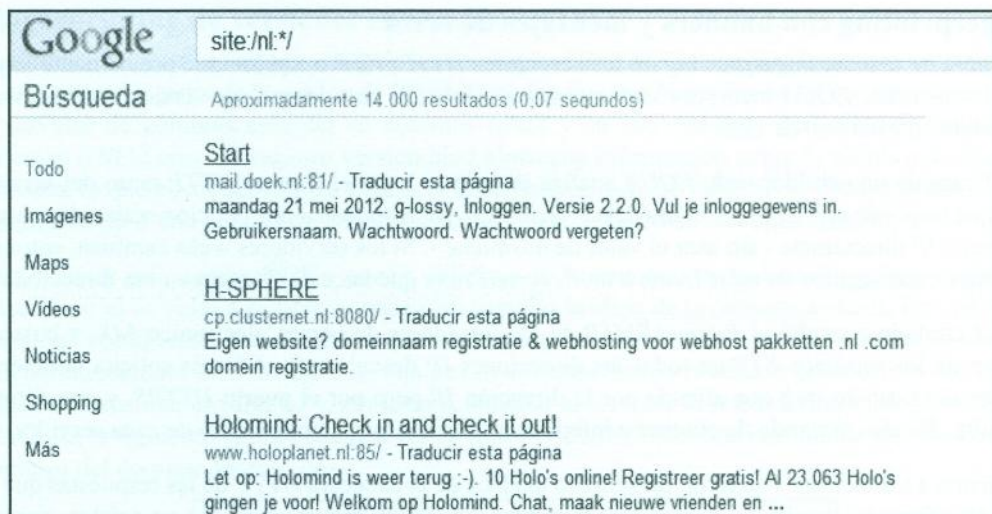 Google
site:/nl:*/
Búsqueda
Aproximadamente 14.000 resultados (0,07 segundos)
Todo
Imágenes
Maps
Vídeos
Noticias
Shopping
Más
Start
mail.doek.nl:81/ - Traducir esta página
maandag 21 mei 2012. g-lossy, Inloggen. Versie 2.2.0. Vul je inloggegevens in.
Gebruikersnaam. Wachtwoord. Wachtwoord vergeten?
H-SPHERE
cp.clusternet.nl:8080/ - Traducir esta página
Eigen website? domeinnaam registratie & webhosting voor webhost pakketten .nl .com
domein registratie.
Holomind: Check in and check it out!
www.holoplanet.nl:85/ - Traducir esta página
Let op: Holomind is weer terug :-). 10 Holo's online! Registreer gratis! Al 23.063 Holo's
gingen je voor! Welkom op Holomind. Chat, maak nieuwe vrienden en ...